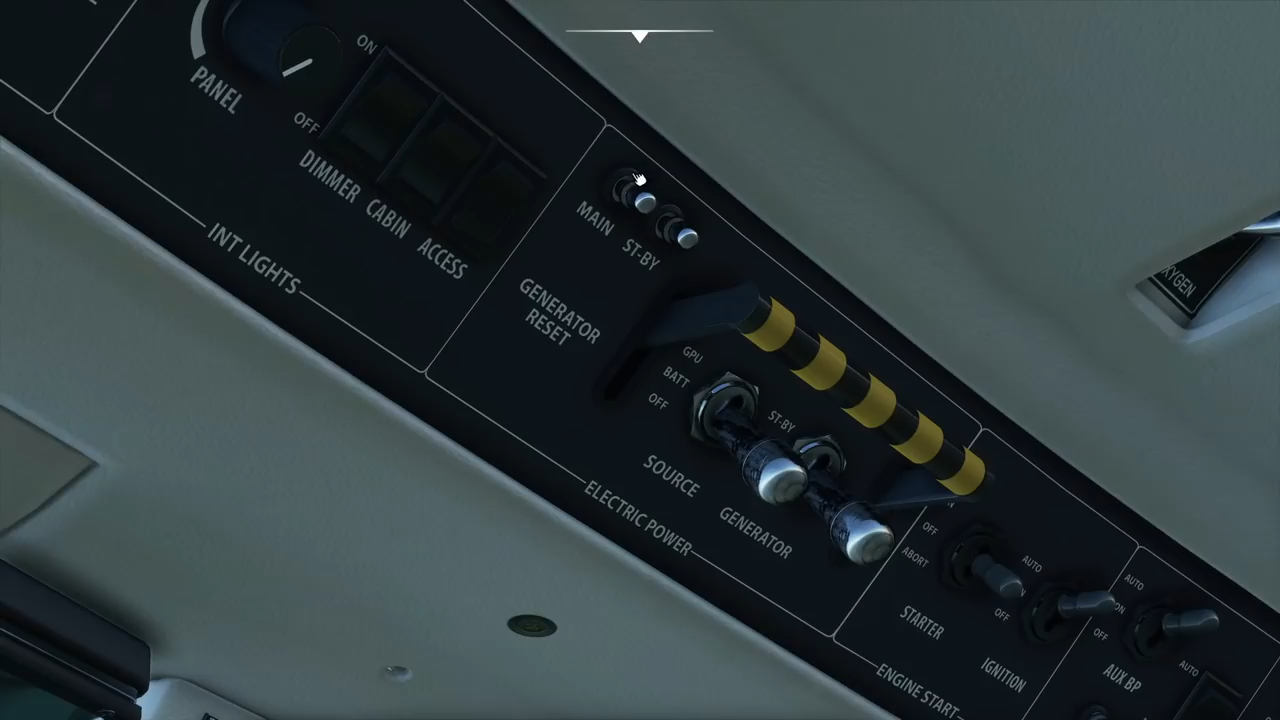 PANEL
ON
OFF
DIMMER CABIN ACCESS
INT LIGHTS
MAIN ST-BY
GENERATOR
RESET
GPU
BATT
OFF
ST-BY
SOURCE
GENERATOR
ELECTRIC POWER
OFF
ABORT
STARTER
AUTO
OFF
IGNITION
ENGINE START
AUTO
ON
OFF
AUX BP
AUTO